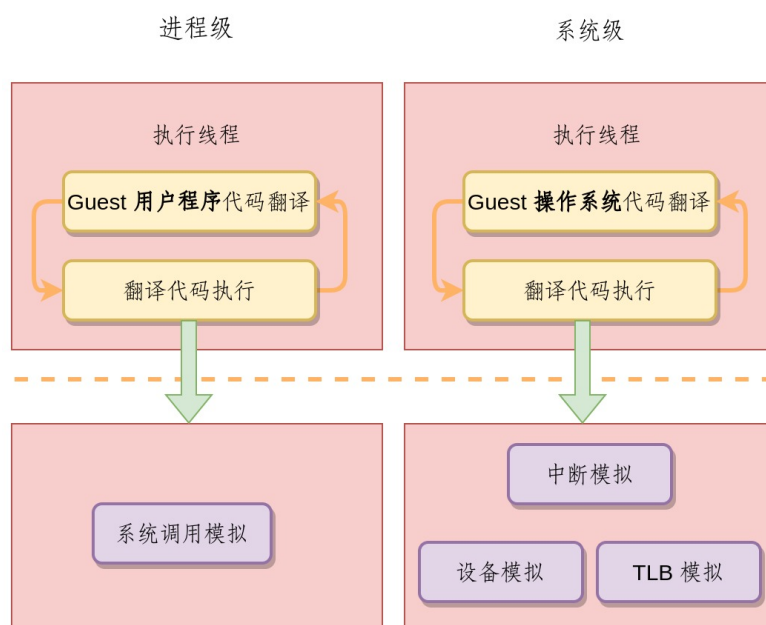 进程级
系统级
执行线程
Guest 用户程序代码翻译
翻译代码执行
执行线程
Guest 操作系统代码翻译
翻译代码执行
系统调用模拟
中断模拟
设备模拟
TLB 模拟